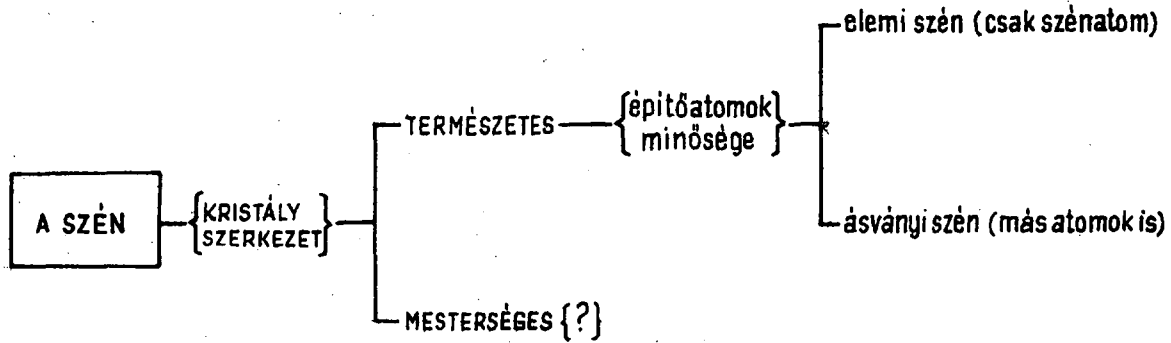 elemi szén (csak szénatom)
TERMÉSZETES
{építőatomok
minősége}
A SZÉN
{KRISTÁLY
SZERKEZET}
ásványi szén (más atomok is)
MESTERSÉGES {?}